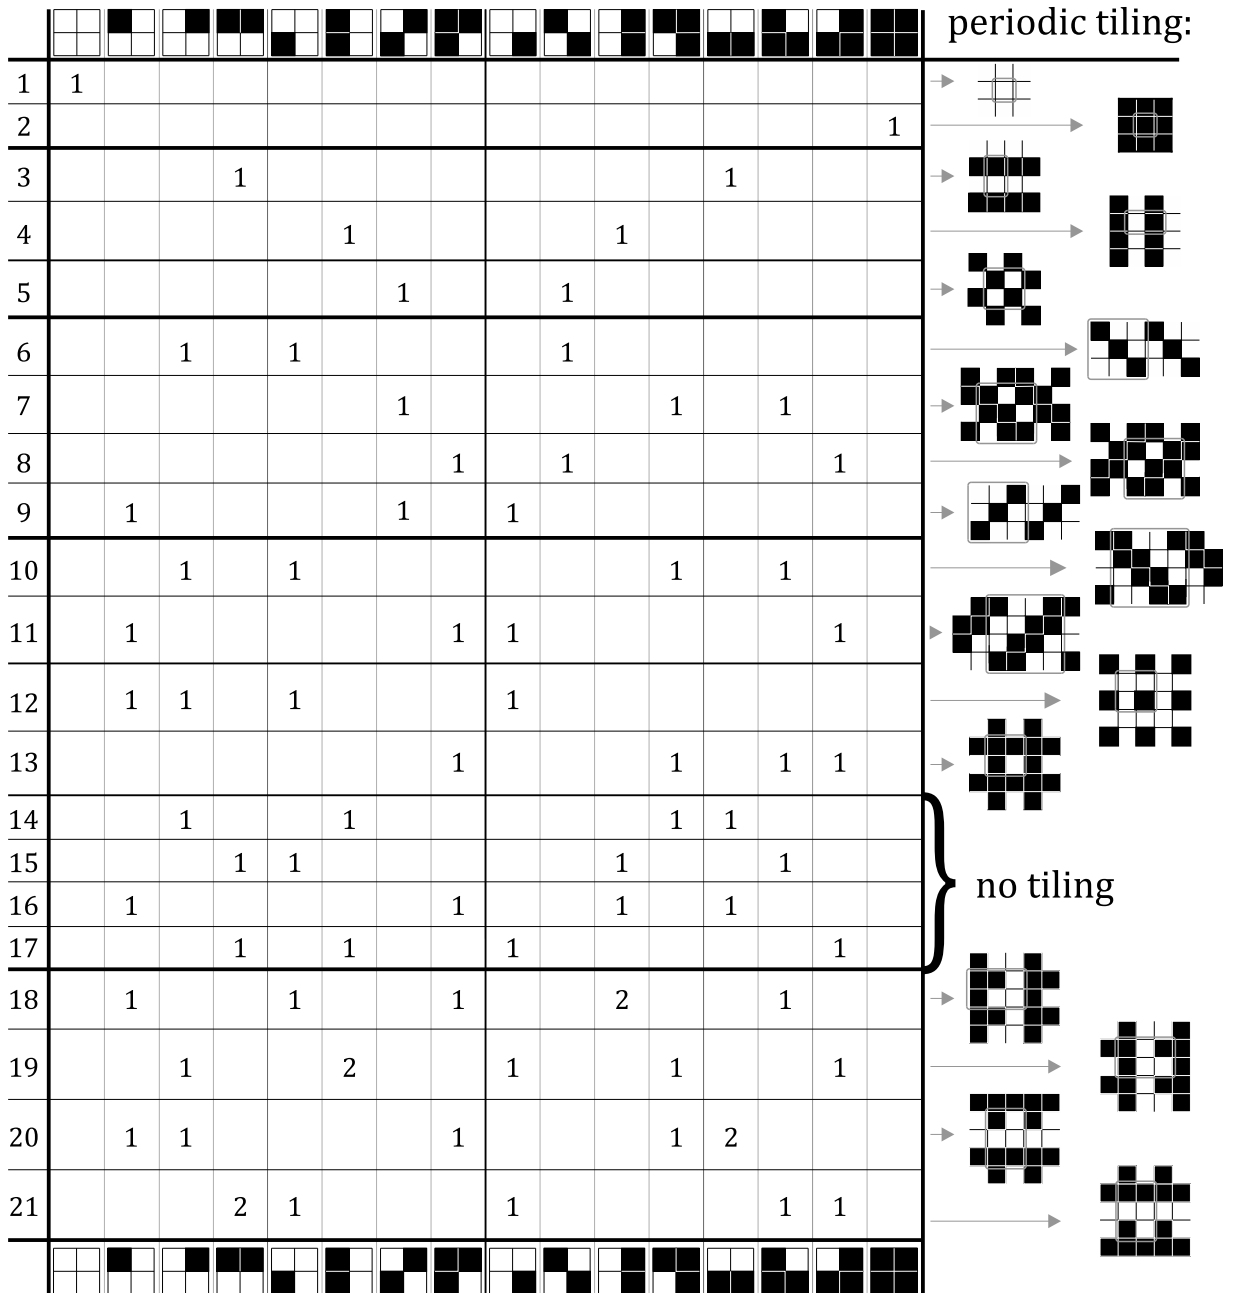 periodic tiling:
1 1
2 1
3 1 1
4 1 1
5 1 1
6 1 1 1
7 1 1 1
8 1 1 1
9 1 1 1
10 1 1 1 1
11 1 1 1 1
12 1 1 1 1
13 1 1 1 1
14 1 1 1 1
15 1 1 1 1
no tiling
16 1 1 1 1
17 1 1 1 1
18 1 1 1 2 1
19 1 2 1 1 1
20 1 1 1 1 2
21 2 1 1 1 1